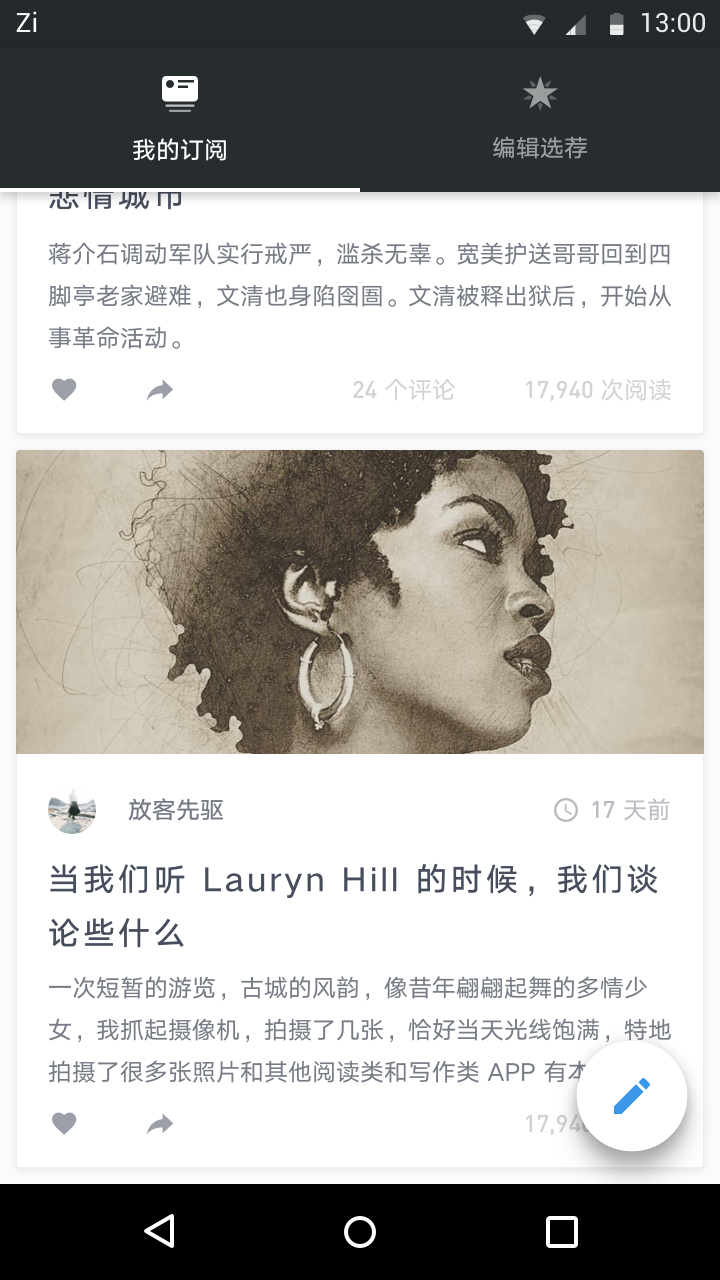 Zi
13:00
我的订阅
编辑选荐
悲情城市
蒋介石调动军队实行戒严，滥杀无辜。宽美护送哥哥回到四
脚亭老家避难，文清也身陷囹圄。文清被释出狱后，开始从
事革命活动。
24 个评论
17,940 次阅读
放客先驱
17 天前
当我们听 Lauryn Hill 的时候，我们谈
论些什么
一次短暂的游览，古城的风韵，像昔年翩翩起舞的多情少
女，我抓起摄像机，拍摄了几张，恰好当天光线饱满，特地
拍摄了很多张照片和其他阅读类和写作类 APP 有本
17,94